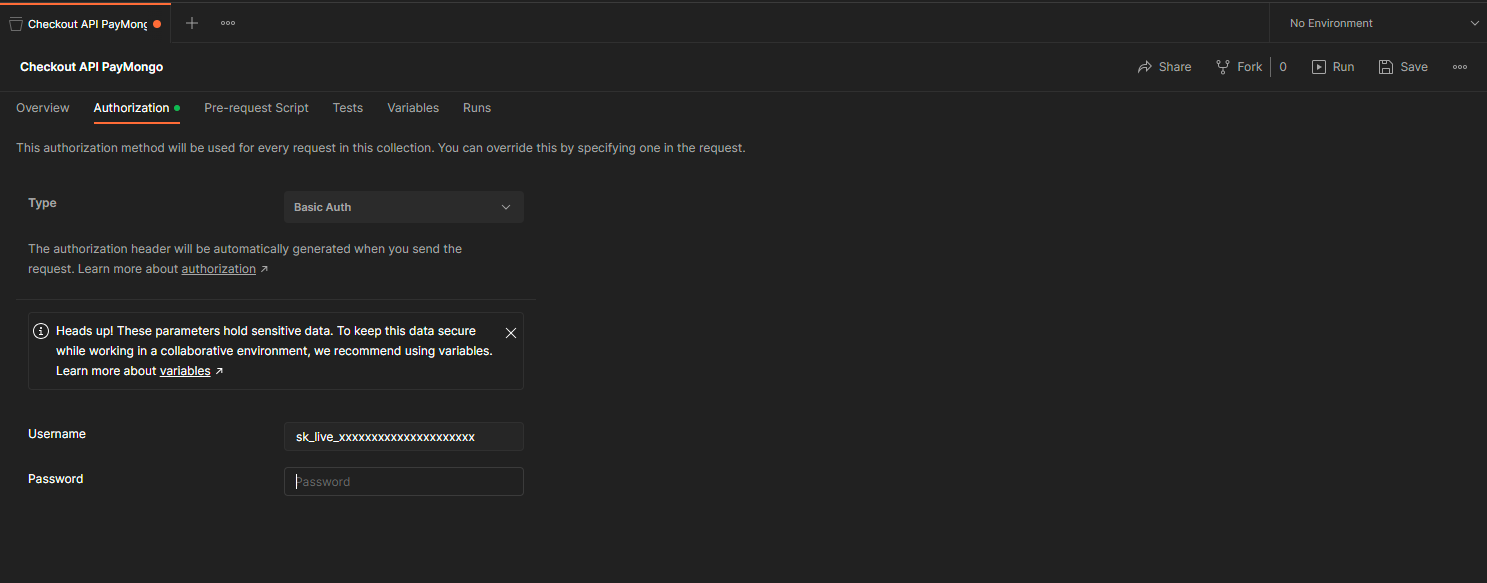 Checkout API PayMong
No Environment
Checkout API PayMongo
Share Fork 0 Run Save
Overview Authorization Pre-request Script Tests Variables Runs
This authorization method will be used for every request in this collection. You can override this by specifying one in the request.
Type Basic Auth
The authorization header will be automatically generated when you send the
request. Learn more about authorization ↗
Heads up! These parameters hold sensitive data. To keep this data secure
while working in a collaborative environment, we recommend using variables.
Learn more about variables ↗
Username sk_live_xxxxxxxxxxxxxxxxxxxxx
Password Password